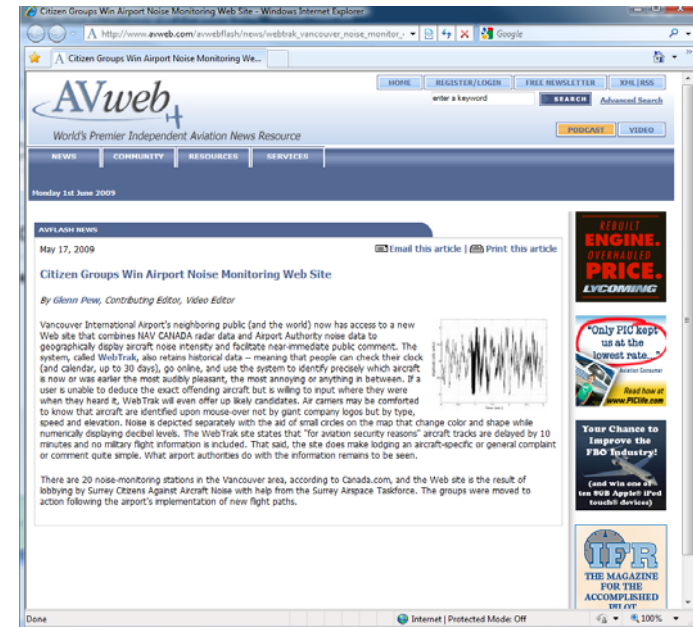 Citizen Groups Win Airport Noise Monitoring Web Site - Windows Internet Explorer
http://www.avweb.com/avwebflash/news/webtrak_vancouver_noise_monitor_
Google
Citizen Groups Win Airport Noise Monitoring We...
HOME REGISTER/LOGIN FREE NEWSLETTER XML|RSS
enter a keyword SEARCH Advanced Search
AVweb
World's Premier Independent Aviation News Resource
PODCAST VIDEO
NEWS COMMUNITY RESOURCES SERVICES
Monday 1st June 2009
AVFLASH NEWS
May 17, 2009 Email this article | Print this article
Citizen Groups Win Airport Noise Monitoring Web Site
By Glenn Pew, Contributing Editor, Video Editor
Vancouver International Airport's neighboring public (and the world) now has access to a new
Web site that combines NAV CANADA radar data and Airport Authority noise data to
geographically display aircraft noise intensity and facilitate near-immediate public comment. The
system, called WebTrak, also retains historical data -- meaning that people can check their clock
(and calendar, up to 30 days), go online, and use the system to identify precisely which aircraft
is now or was earlier the most audibly pleasant, the most annoying or anything in between. If a
user is unable to deduce the exact offending aircraft but is willing to input where they were
when they heard it, WebTrak will even offer up likely candidates. Air carriers may be comforted
to know that aircraft are identified upon mouse-over not by giant company logos but by type,
speed and elevation. Noise is depicted separately with the aid of small circles on the map that change color and shape while
numerically displaying decibel levels. The WebTrak site states that "for aviation security reasons" aircraft tracks are delayed by 10
minutes and no military flight information is included. That said, the site does make lodging an aircraft-specific or general complaint
or comment quite simple. What airport authorities do with the information remains to be seen.
There are 20 noise-monitoring stations in the Vancouver area, according to Canada.com, and the Web site is the result of
lobbying by Surrey Citizens Against Aircraft Noise with help from the Surrey Airspace Taskforce. The groups were moved to
action following the airport's implementation of new flight paths.
REBUILT
ENGINE.
OVERHAULED
PRICE.
LYCOMING
"Only PIC kept
us at the
lowest rate..."
Aviation Consumer
Read how at
www.PIClife.com
Your Chance to
Improve the
FBO Industry!
(and win one of
ten 8GB Apple® iPod
touch® devices)
IFR
THE MAGAZINE
FOR THE
ACCOMPLISHED
PILOT
Done Internet | Protected Mode: Off 100%